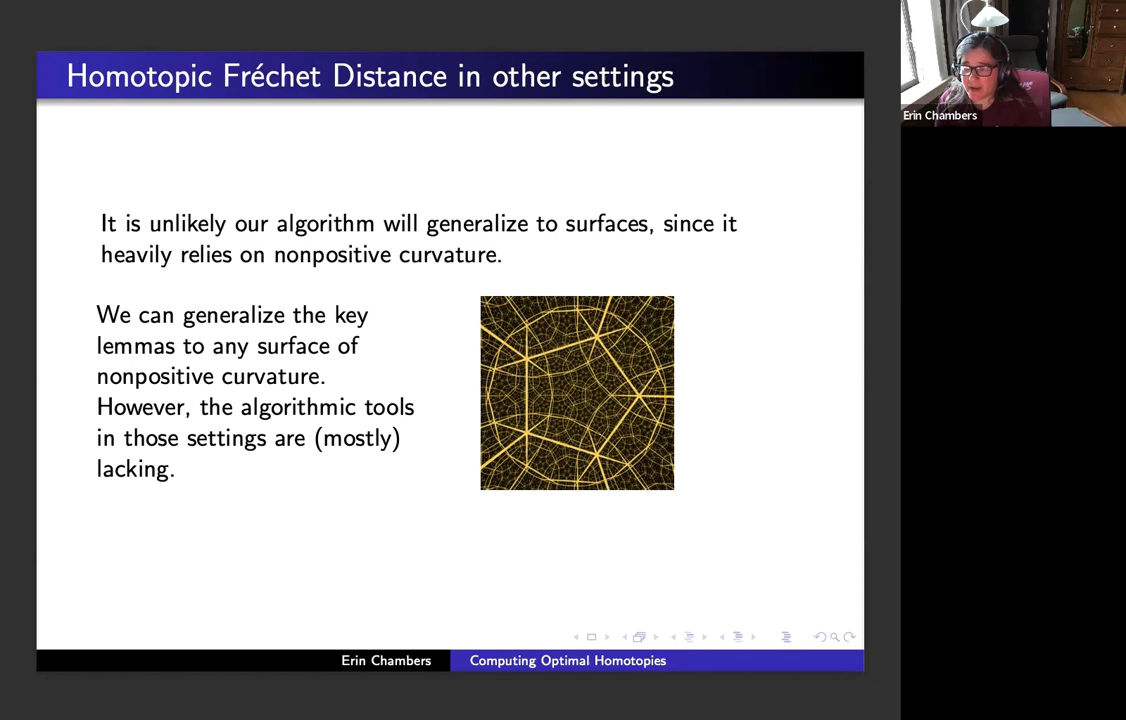 Homotopic Fréchet Distance in other settings
Erin Chambers
It is unlikely our algorithm will generalize to surfaces, since it
heavily relies on nonpositive curvature.
We can generalize the key
lemmas to any surface of
nonpositive curvature.
However, the algorithmic tools
in those settings are (mostly)
lacking.
Erin Chambers
Computing Optimal Homotopies